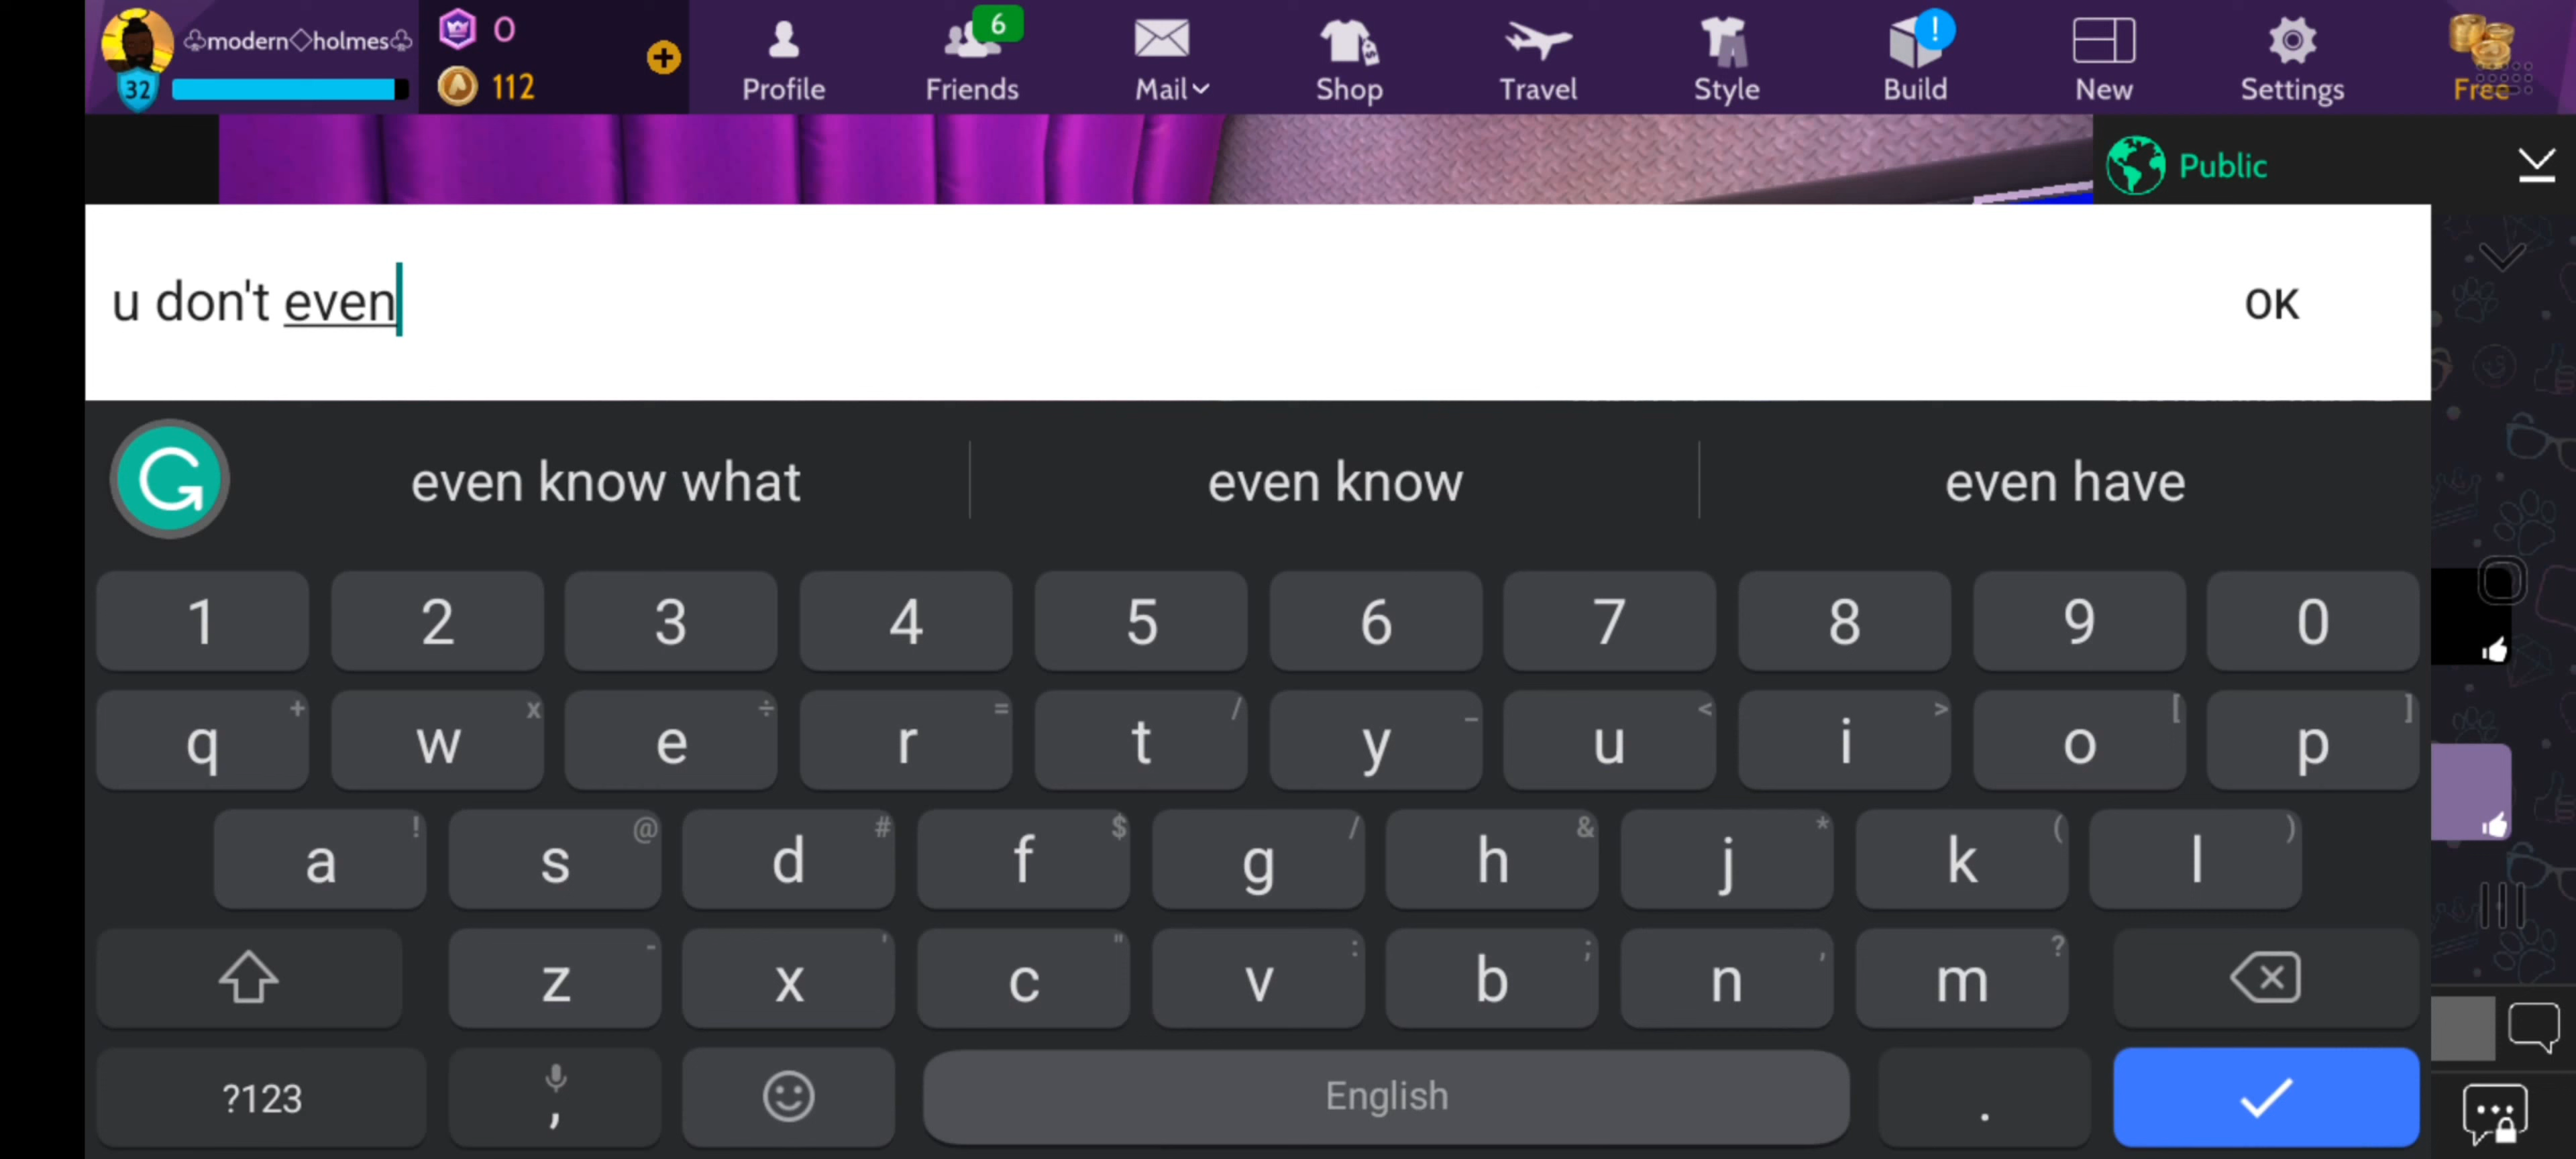 ♧modern◇holmes♧
32
0
112
Profile
Friends
6
Mail
Shop
Travel
Style
Build
!
New
Settings
Free
Public
u don't even
OK
even know what
even know
even have
1 2 3 4 5 6 7 8 9 0
q + w x e ÷ r = t / y _ u < i > o [ p ]
a ! s @ d # f $ g / h & j * k ( l )
z - x ' c " v : b ; n , m ?
?123 , English .